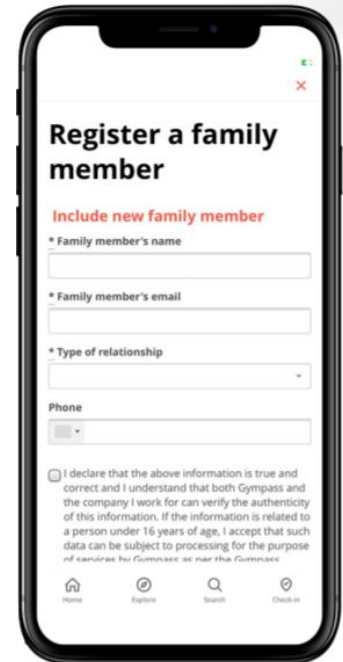 Register a family
member
Include new family member
* Family member's name
* Family member's email
* Type of relationship
Phone
I declare that the above information is true and
correct and I understand that both Gympass and
the company I work for can verify the authenticity
of this information. If the information is related to
a person under 16 years of age, I accept that such
data can be subject to processing for the purpose
of services by Gympass as per the Gympass
Home Explore Search Check-in